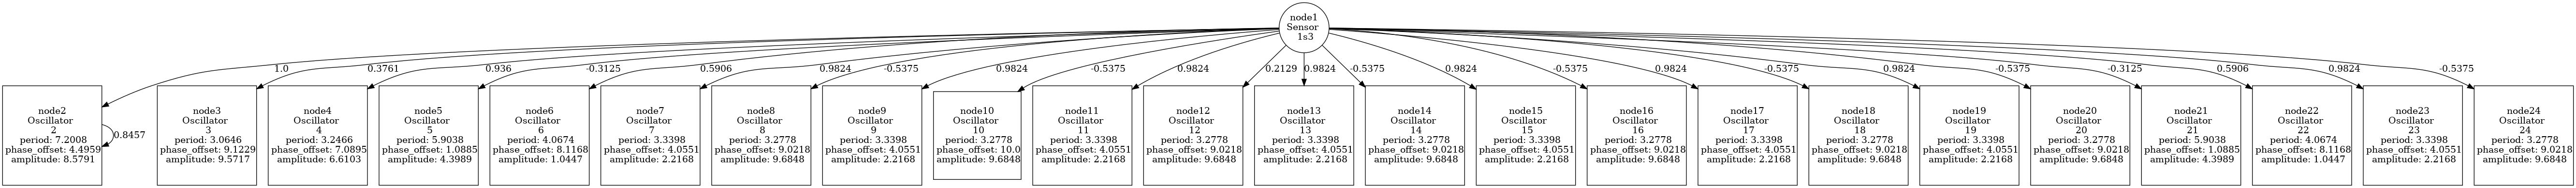 node1
Sensor
1s3
1.0
0.3761
0.936
-0.3125
0.5906
0.9824
-0.5375
0.9824
-0.5375
0.9824
0.2129
0.9824
-0.5375
0.9824
-0.5375
0.9824
-0.5375
0.9824
-0.5375
-0.3125
0.5906
0.9824
-0.5375
node2
Oscillator
2
period: 7.2008
phase_offset: 4.4959
amplitude: 8.5791
0.8457
node3
Oscillator
3
period: 3.0646
phase_offset: 9.1229
amplitude: 9.5717
node4
Oscillator
4
period: 3.2466
phase_offset: 7.0895
amplitude: 6.6103
node5
Oscillator
5
period: 5.9038
phase_offset: 1.0885
amplitude: 4.3989
node6
Oscillator
6
period: 4.0674
phase_offset: 8.1168
amplitude: 1.0447
node7
Oscillator
7
period: 3.3398
phase_offset: 4.0551
amplitude: 2.2168
node8
Oscillator
8
period: 3.2778
phase_offset: 9.0218
amplitude: 9.6848
node9
Oscillator
9
period: 3.3398
phase_offset: 4.0551
amplitude: 2.2168
node10
Oscillator
10
period: 3.2778
phase_offset: 10.0
amplitude: 9.6848
node11
Oscillator
11
period: 3.3398
phase_offset: 4.0551
amplitude: 2.2168
node12
Oscillator
12
period: 3.2778
phase_offset: 9.0218
amplitude: 9.6848
node13
Oscillator
13
period: 3.3398
phase_offset: 4.0551
amplitude: 2.2168
node14
Oscillator
14
period: 3.2778
phase_offset: 9.0218
amplitude: 9.6848
node15
Oscillator
15
period: 3.3398
phase_offset: 4.0551
amplitude: 2.2168
node16
Oscillator
16
period: 3.2778
phase_offset: 9.0218
amplitude: 9.6848
node17
Oscillator
17
period: 3.3398
phase_offset: 4.0551
amplitude: 2.2168
node18
Oscillator
18
period: 3.2778
phase_offset: 9.0218
amplitude: 9.6848
node19
Oscillator
19
period: 3.3398
phase_offset: 4.0551
amplitude: 2.2168
node20
Oscillator
20
period: 3.2778
phase_offset: 9.0218
amplitude: 9.6848
node21
Oscillator
21
period: 5.9038
phase_offset: 1.0885
amplitude: 4.3989
node22
Oscillator
22
period: 4.0674
phase_offset: 8.1168
amplitude: 1.0447
node23
Oscillator
23
period: 3.3398
phase_offset: 4.0551
amplitude: 2.2168
node24
Oscillator
24
period: 3.2778
phase_offset: 9.0218
amplitude: 9.6848